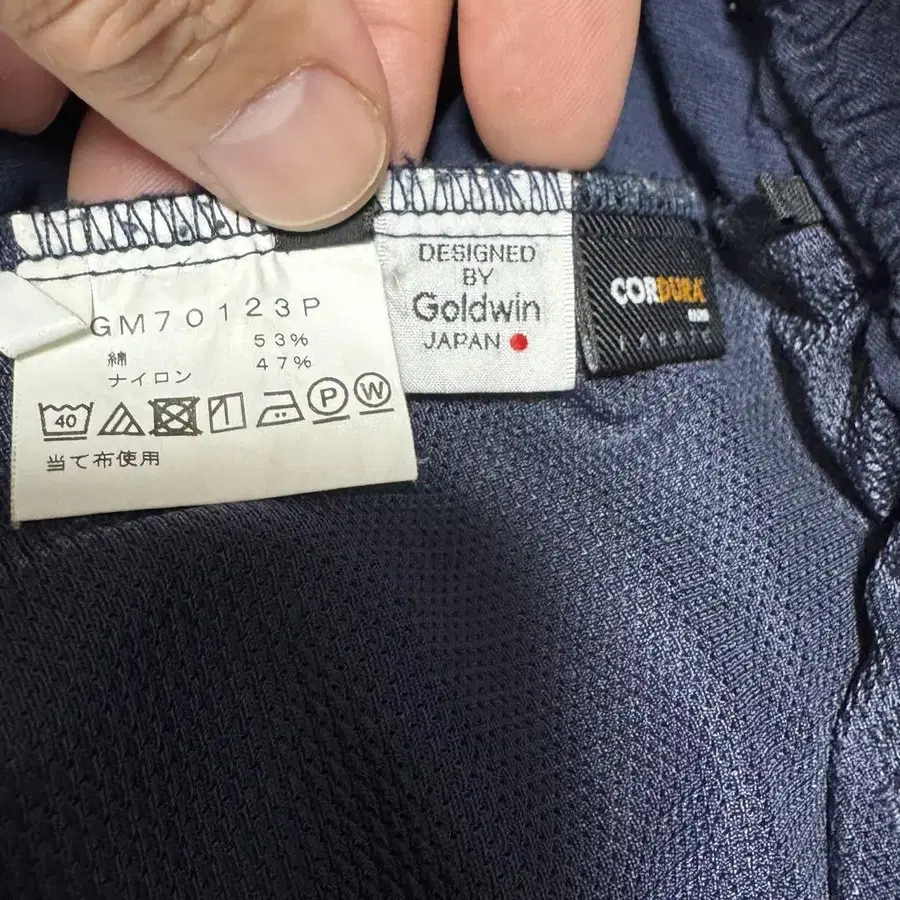 GM70123P
綿 53%
ナイロン 47%
40
P
W
当て布使用
DESIGNED
BY
Goldwin
JAPAN
CORDURA
FABRIC